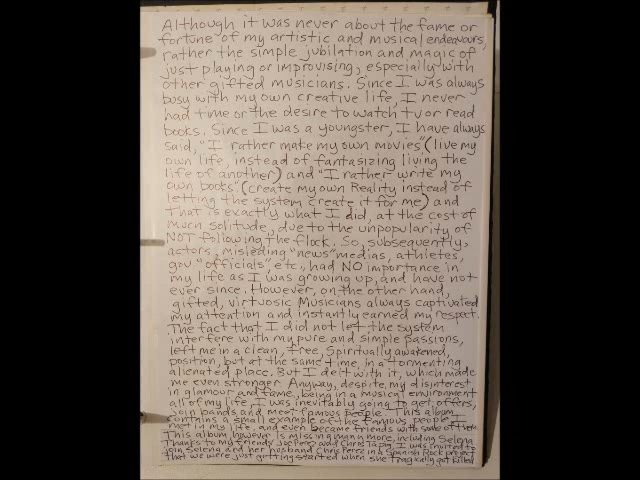 Although it was never about the fame or
fortune of my artistic and musical endeavours,
rather the simple jubilation and magic of
just playing or improvising, especially with
other gifted musicians. Since I was always
busy with my own creative life, I never
had time or the desire to watch tv or read
books. Since I was a youngster, I have always
said, "I rather make my own movies" (live my
own life, instead of fantasizing living the
life of another) and "I rather write my
own books" (create my own Reality instead of
letting the system create it for me) and
that is exactly what I did, at the cost of
much solitude, due to the unpopularity of
NOT following the flock. So, subsequently,
actors, misleding "news" medias, athletes,
gov "officials", etc., had NO importance in
my life as I was growing up, and have not
ever since. However, on the other hand,
gifted, virtuosic Musicians always captivated
my attention and instantly earned my respect.
The fact that I did not let the system
interfere with my pure and simple passions,
left me in a clean, free, Spiritually awakened,
position, but at the same time, in a tormenting
alienated place. But I delt with it, which made
me even stronger. Anyway, despite my disinterest
in glamour and fame, being in a musical environment
all of my life, I was inevitably going to get offers,
join bands and meet famous people. This album
contains a small example of the famous people I
met in my life, and even became friends with some of them.
This album however is missing many more, including Selena
Thanks to my friends Joe Perez and Chris I was invited to
join Selena and her husband Chris Perez in a Spanish Rock project
that we were just getting started when she tragically got killed